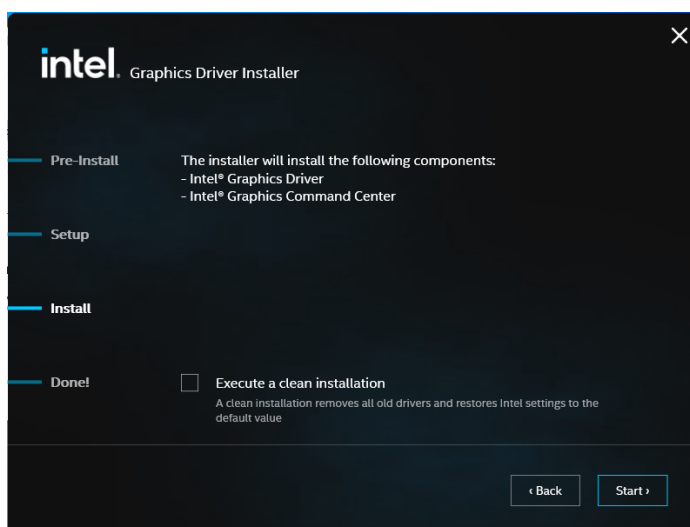 intel. Graphics Driver Installer
Pre-Install
The installer will install the following components:
- Intel® Graphics Driver
- Intel® Graphics Command Center
Setup
Install
Done!
Execute a clean installation
A clean installation removes all old drivers and restores Intel settings to the
default value
‹ Back
Start ›